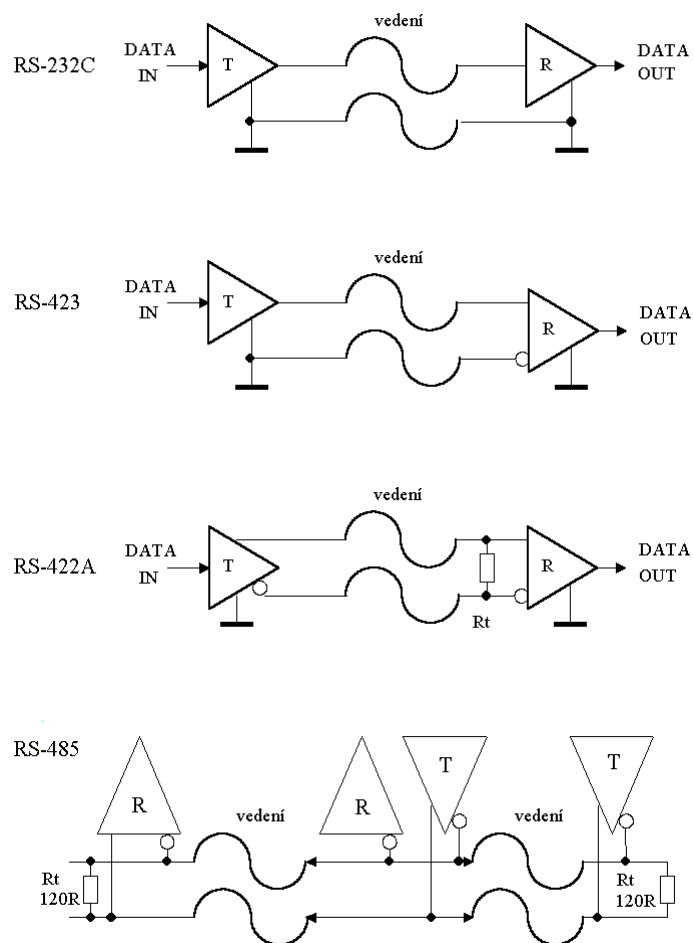 vedení
RS-232C
DATA
IN
T
R
DATA
OUT
vedení
RS-423
DATA
IN
T
R
DATA
OUT
vedení
RS-422A
DATA
IN
T
R
DATA
OUT
Rt
RS-485
R
vedení
R
T
vedení
T
Rt
120R
Rt
120R